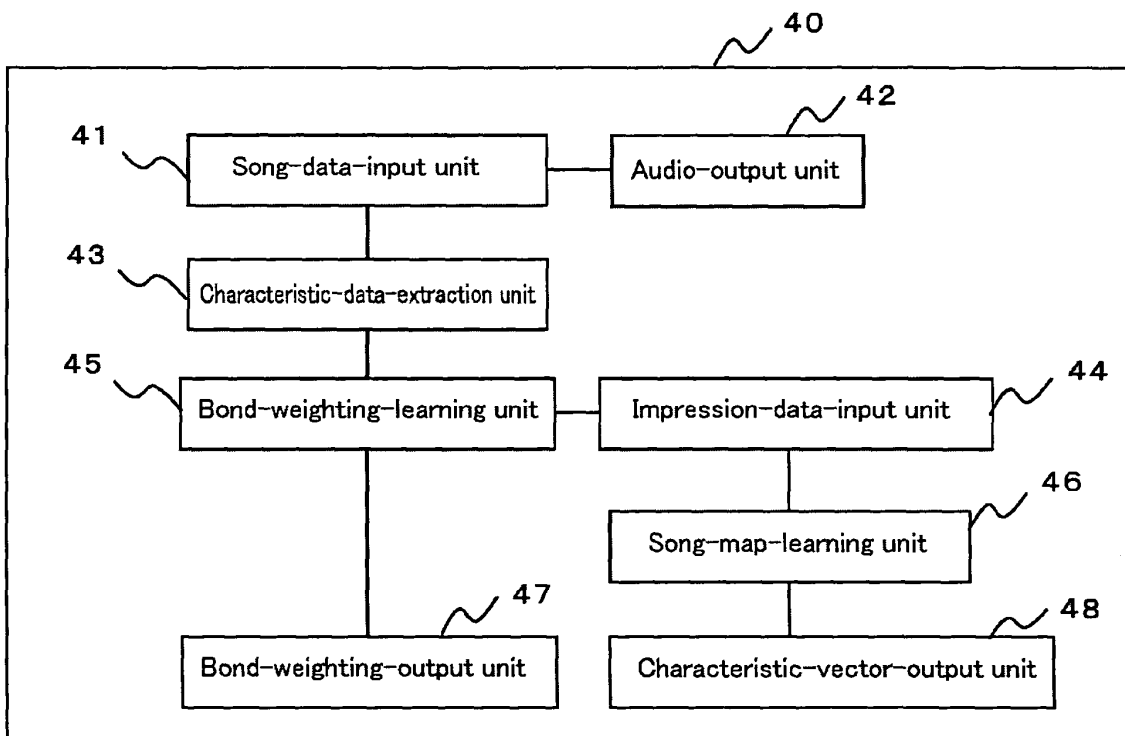 40
42
41
Song-data-input unit
Audio-output unit
43
Characteristic-data-extraction unit
45
44
Bond-weighting-learning unit
Impression-data-input unit
46
Song-map-learning unit
47
48
Bond-weighting-output unit
Characteristic-vector-output unit